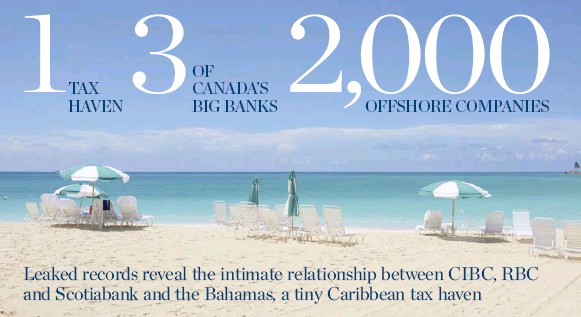 1 TAX HAVEN
3 OF CANADA'S BIG BANKS
2,000 OFFSHORE COMPANIES
Leaked records reveal the intimate relationship between CIBC, RBC
and Scotiabank and the Bahamas, a tiny Caribbean tax haven